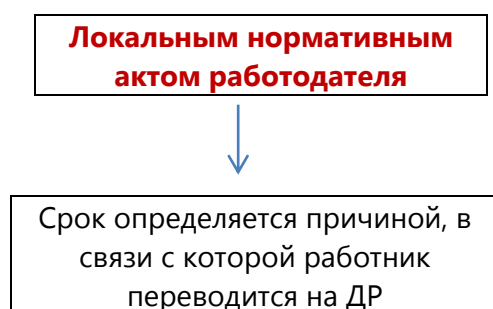 Локальным нормативным
актом работодателя
Срок определяется причиной, в
связи с которой работник
переводится на ДР